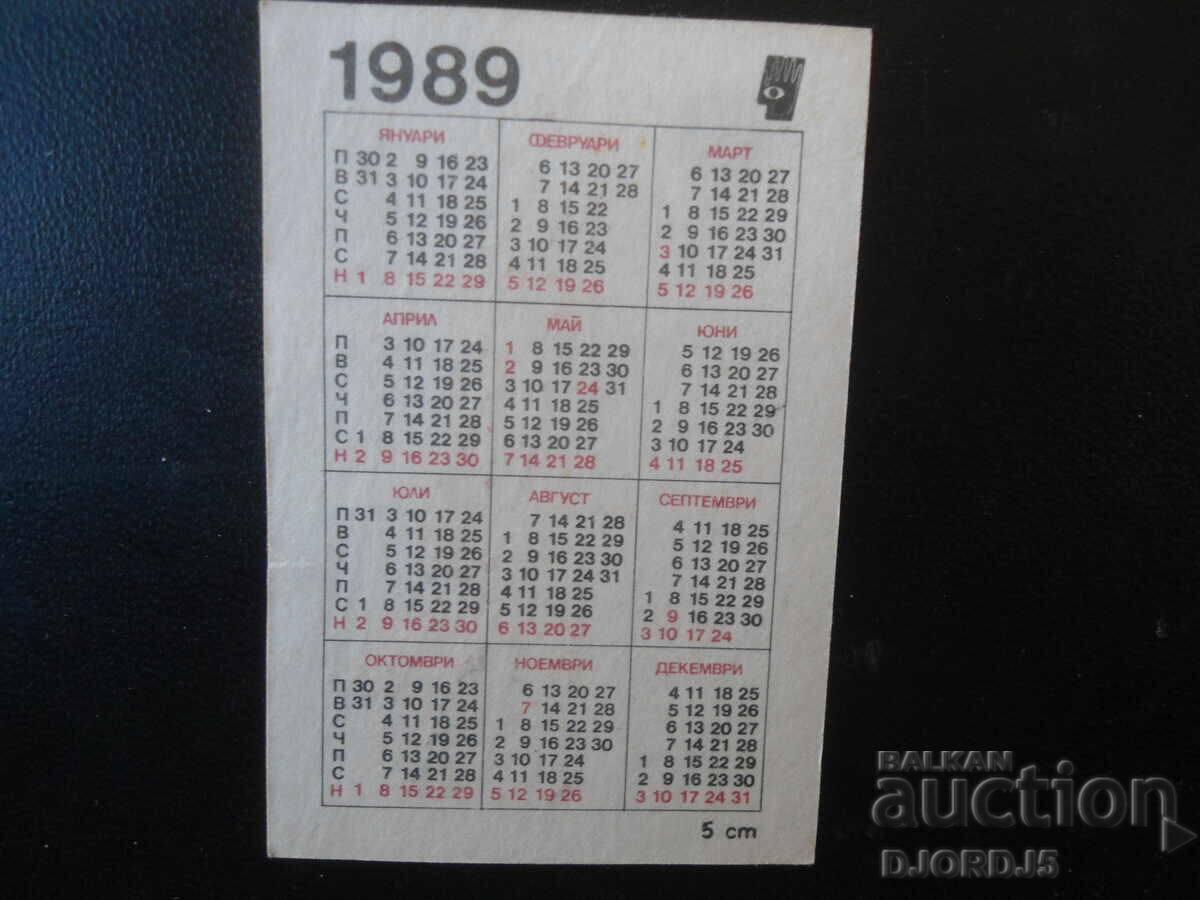 1989
ЯНУАРИ
П 30 2 9 16 23
В 31 3 10 17 24
С 4 11 18 25
Ч 5 12 19 26
П 6 13 20 27
С 7 14 21 28
Н 1 8 15 22 29
ФЕВРУАРИ
6 13 20 27
7 14 21 28
1 8 15 22
2 9 16 23
3 10 17 24
4 11 18 25
5 12 19 26
МАРТ
6 13 20 27
7 14 21 28
1 8 15 22 29
2 9 16 23 30
3 10 17 24 31
4 11 18 25
5 12 19 26
АПРИЛ
П 3 10 17 24
В 4 11 18 25
С 5 12 19 26
Ч 6 13 20 27
П 7 14 21 28
С 1 8 15 22 29
Н 2 9 16 23 30
МАЙ
1 8 15 22 29
2 9 16 23 30
3 10 17 24 31
4 11 18 25
5 12 19 26
6 13 20 27
7 14 21 28
ЮНИ
5 12 19 26
6 13 20 27
7 14 21 28
1 8 15 22 29
2 9 16 23 30
3 10 17 24
4 11 18 25
ЮЛИ
П 31 3 10 17 24
В 4 11 18 25
С 5 12 19 26
Ч 6 13 20 27
П 7 14 21 28
С 1 8 15 22 29
Н 2 9 16 23 30
АВГУСТ
7 14 21 28
1 8 15 22 29
2 9 16 23 30
3 10 17 24 31
4 11 18 25
5 12 19 26
6 13 20 27
СЕПТЕМВРИ
4 11 18 25
5 12 19 26
6 13 20 27
7 14 21 28
1 8 15 22 29
2 9 16 23 30
3 10 17 24
ОКТОМВРИ
П 30 2 9 16 23
В 31 3 10 17 24
С 4 11 18 25
Ч 5 12 19 26
П 6 13 20 27
С 7 14 21 28
Н 1 8 15 22 29
НОЕМВРИ
6 13 20 27
7 14 21 28
1 8 15 22 29
2 9 16 23 30
3 10 17 24
4 11 18 25
5 12 19 26
ДЕКЕМВРИ
4 11 18 25
5 12 19 26
6 13 20 27
7 14 21 28
1 8 15 22 29
2 9 16 23 30
3 10 17 24 31
5 cm
BALKAN
auction
DJORDJ5